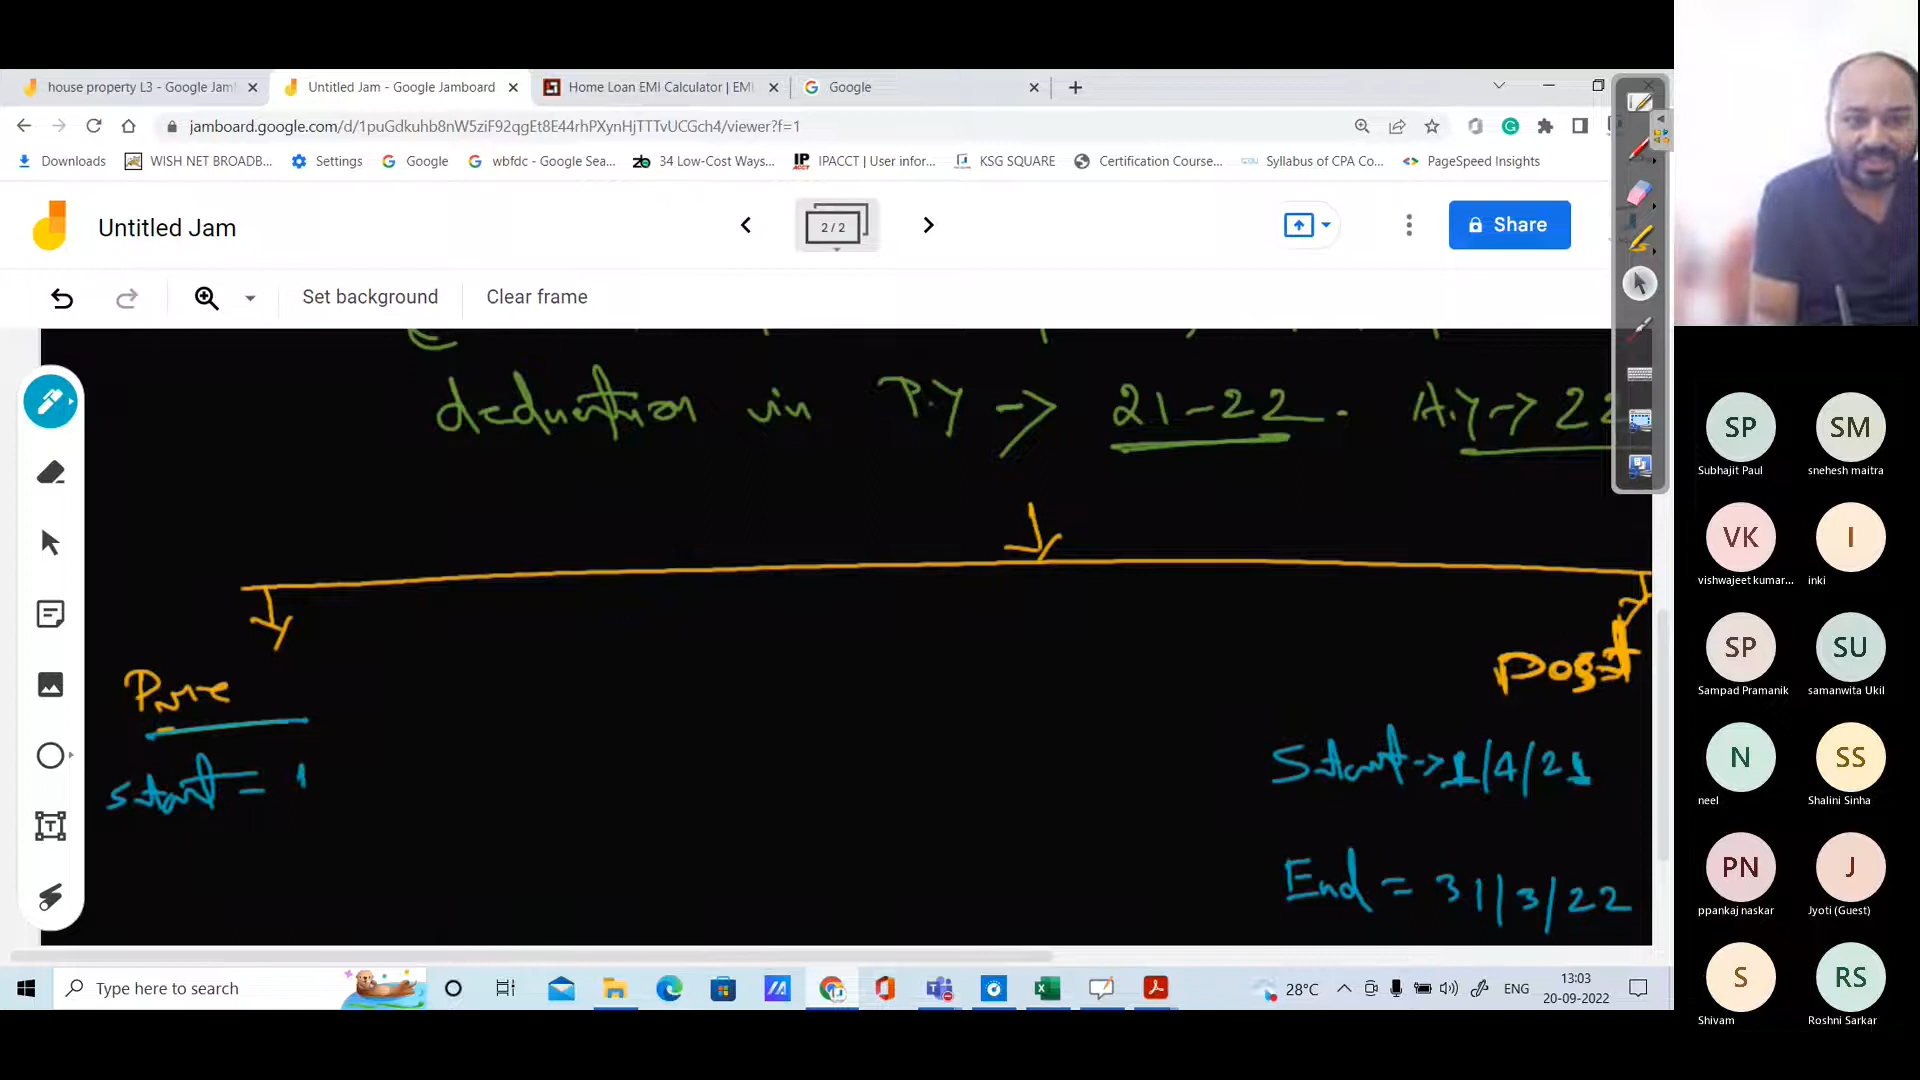 house property L3 - Google Jam
Untitled Jam - Google Jamboard
Home Loan EMI Calculator | EMI
Google
jamboard.google.com/d/1puGdkuhb8nW5ziF92qgEt8E44rhPXynHjTTTvUCGch4/viewer?f=1
Downloads
WISH NET BROADB...
Settings
Google
wbfdc - Google Sea...
34 Low-Cost Ways...
IPACCT | User infor...
KSG SQUARE
Certification Course...
Syllabus of CPA Co...
PageSpeed Insights
Untitled Jam
2 / 2
Share
Set background
Clear frame
deduction in P.Y -> 21-22. A.Y -> 22
Pre
Post
start = 1
Start -> 1/4/21
End = 31/3/22
SP
Subhajit Paul
SM
snehesh maitra
VK
vishwajeet kumar...
I
inki
SP
Sampad Pramanik
SU
samanwita Ukil
N
neel
SS
Shalini Sinha
PN
ppankaj naskar
J
Jyoti (Guest)
S
Shivam
RS
Roshni Sarkar
Type here to search
28°C
ENG
13:03
20-09-2022